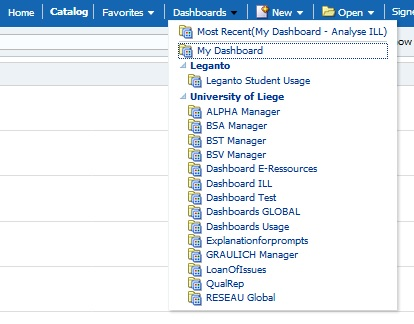 Home Catalog Favorites Dashboards New Open Signe
Most Recent(My Dashboard - Analyse ILL)
ow
My Dashboard
Leganto
Leganto Student Usage
University of Liege
ALPHA Manager
BSA Manager
BST Manager
BSV Manager
Dashboard E-Ressources
Dashboard ILL
Dashboard Test
Dashboards GLOBAL
Dashboards Usage
Explanationforprompts
GRAULICH Manager
LoanOfIssues
QualRep
RESEAU Global